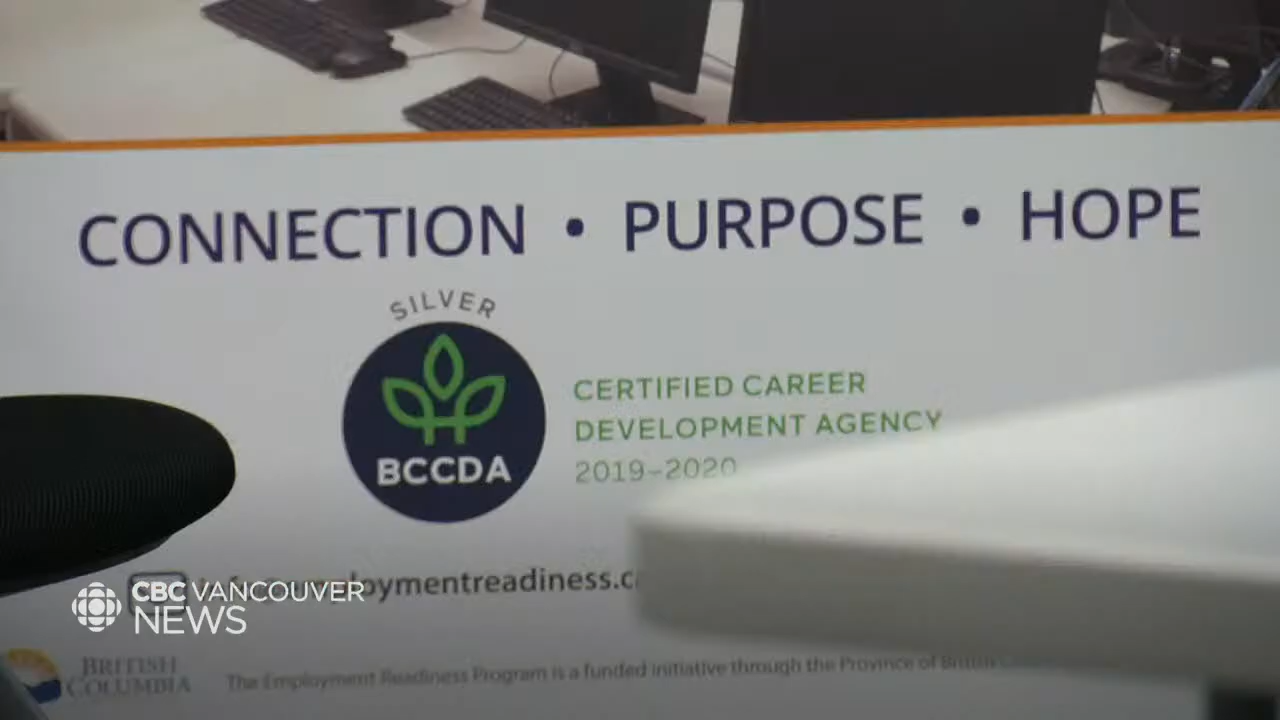 CONNECTION • PURPOSE • HOPE
SILVER
BCCDA
CERTIFIED CAREER
DEVELOPMENT AGENCY
2019–2020
CBC VANCOUVER
NEWS
BRITISH
COLUMBIA
The Employment Readiness Program is a funded initiative through the Province of